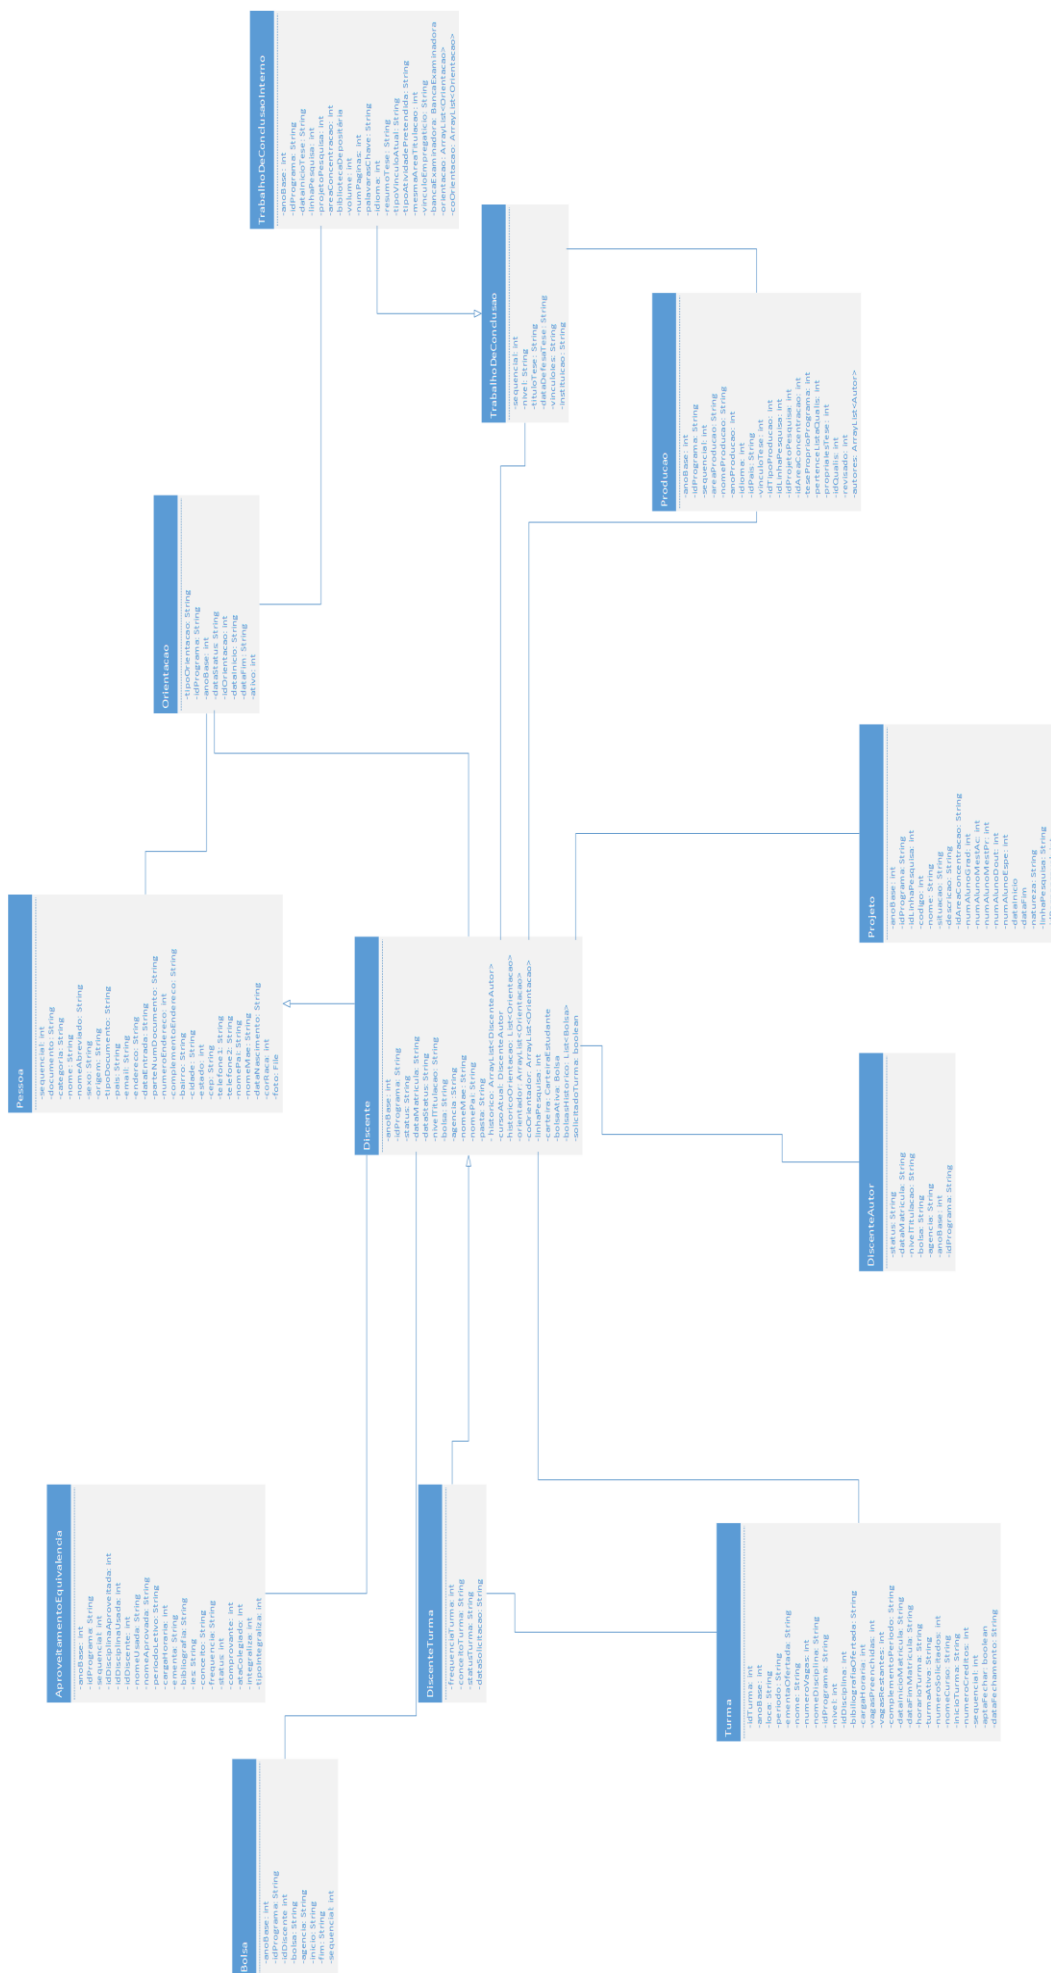 TrabalhoDeConclusaoInterno
-anoBase: int
-idPrograma: String
-dataInicioTese: String
-linhaPesquisa: int
-projetoPesquisa: int
-areaConcentracao: int
-bibliotecaDepositária
-volume: int
-numPaginas: int
-palavarasChave: String
-idioma: int
-resumoTese: String
-tipoVinculoAtual: String
-tipoAtividadePretendida: String
-mesmaAreaTitulacao: int
-vinculoEmpregaticio: String
-bancaExaminadora: BancaExaminadora
-orientacao: ArrayList<Orientacao>
-coOrientacao: ArrayList<Orientacao>
TrabalhoDeConclusao
-sequencial: int
-nivel: String
-tituloTese: String
-dataDefesaTese: String
-vinculoIes: String
-instituicao: String
Producao
-anoBase: int
-idPrograma: String
-sequencial: int
-areaProducao: String
-nomeProducao: String
-anoProducao: int
-idIoma: int
-idPais: String
-vinculoTese: int
-idTipoProducao: int
-idLinhaPesquisa: int
-idProjetoPesquisa: int
-idAreaConcentracao: int
-teseProprioPrograma: int
-pertenceListaQualis: int
-propriaIesTese: int
-idQualis: int
-revisado: int
-autores: ArrayList<Autor>
Orientacao
-tipoOrientacao: String
-idPrograma: String
-anoBase: int
-dataStatus: String
-idOrientacao: int
-dataInicio: String
-dataFim: String
-ativo: int
Projeto
-anoBase: int
-idPrograma: String
-idLinhaPesquisa: int
-codigo: int
-nome: String
-situacao: String
-descricao: String
-idAreaConcentracao: String
-numAlunoGrad: int
-numAlunoMestAc: int
-numAlunoMestPr: int
-numAlunoDout: int
-numAlunoEspe: int
-dataInicio
-dataFim
-natureza: String
-linhaPesquisa: String
Pessoa
-sequencial: int
-documento: String
-categoria: String
-nome: String
-nomeAbreviado: String
-sexo: String
-origem: String
-tipoDocumento: String
-pais: String
-email: String
-endereco: String
-dataEntrada: String
-parteNumDocumento: String
-numeroEndereco: int
-complementoEndereco: String
-bairro: String
-cidade: String
-estado: int
-cep: String
-telefone1: String
-telefone2: String
-nomePai: String
-nomeMae: String
-dataNascimento: String
-corRaca: int
-foto: File
Discente
-anoBase: int
-idPrograma: String
-status: String
-dataMatricula: String
-dataStatus: String
-nivelTitulacao: String
-bolsa: String
-agencia :String
-nomeMae: String
-nomePai: String
-pasta: String
- historico: ArrayList<DiscenteAutor>
-cursoAtual: DiscenteAutor
-historicoOrientacao: List<Orientacao>
-orientador: ArrayList<Orientacao>
-coOrientador: ArrayList<Orientacao>
-linhaPesquisa: int
-carteira: CarteiraEstudante
-bolsaAtiva: Bolsa
-bolsasHistorico: List<Bolsa>
-solicitadoTurma: boolean
DiscenteAutor
-status: String
-dataMatricula: String
-nivelTitulacao: String
-bolsa: String
-agencia: String
-anoBase: int
-idPrograma: String
AproveitamentoEquivalencia
-anoBase: int
-idPrograma: String
-sequencial: int
-idDisciplinaAproveitada: int
-idDisciplinaUsada: int
-idDiscente: int
-nomeUsada: String
-nomeAprovada: String
-periodoLetivo: String
-cargaHoraria: int
-ementa: String
-bibliografia: String
-ies: String
-conceito: String
-frequencia: String
-status: int
-comprovante: int
-dataColegiado: int
-integraliza: int
-tipoIntegraliza: int
DiscenteTurma
-frequenciaTurma: int
-conceitoTurma: String
-statusTurma: String
-dataSolicitacao: String
Turma
-idTurma: int
-anoBase: int
-loca: String
-periodo: String
-ementaOfertada: String
-nome: String
-numeroVagas: int
-nomeDisciplina: String
-idPrograma: String
-nivel: int
-idDisciplina: int
-bibliografiaOfertada: String
-cargaHoraria: int
-vagasPreenchidas: int
-vagasRestantes: int
-complementoPeriodo: String
-dataInicioMatricula: String
-dataFimMatricula: String
-horarioTurma: String
-turmaAtiva: String
-numeroSolicitados: int
-nomeCurso: String
-inicioTurma: String
-numeroCreditos: int
-sequencial: int
-aptaFechar: boolean
-dataFechamento: String
Bolsa
-anoBase: int
-idPrograma: String
-idDiscente int
-bolsa: String
-agencia: String
-inicio: String
-fim: String
-sequencial: int